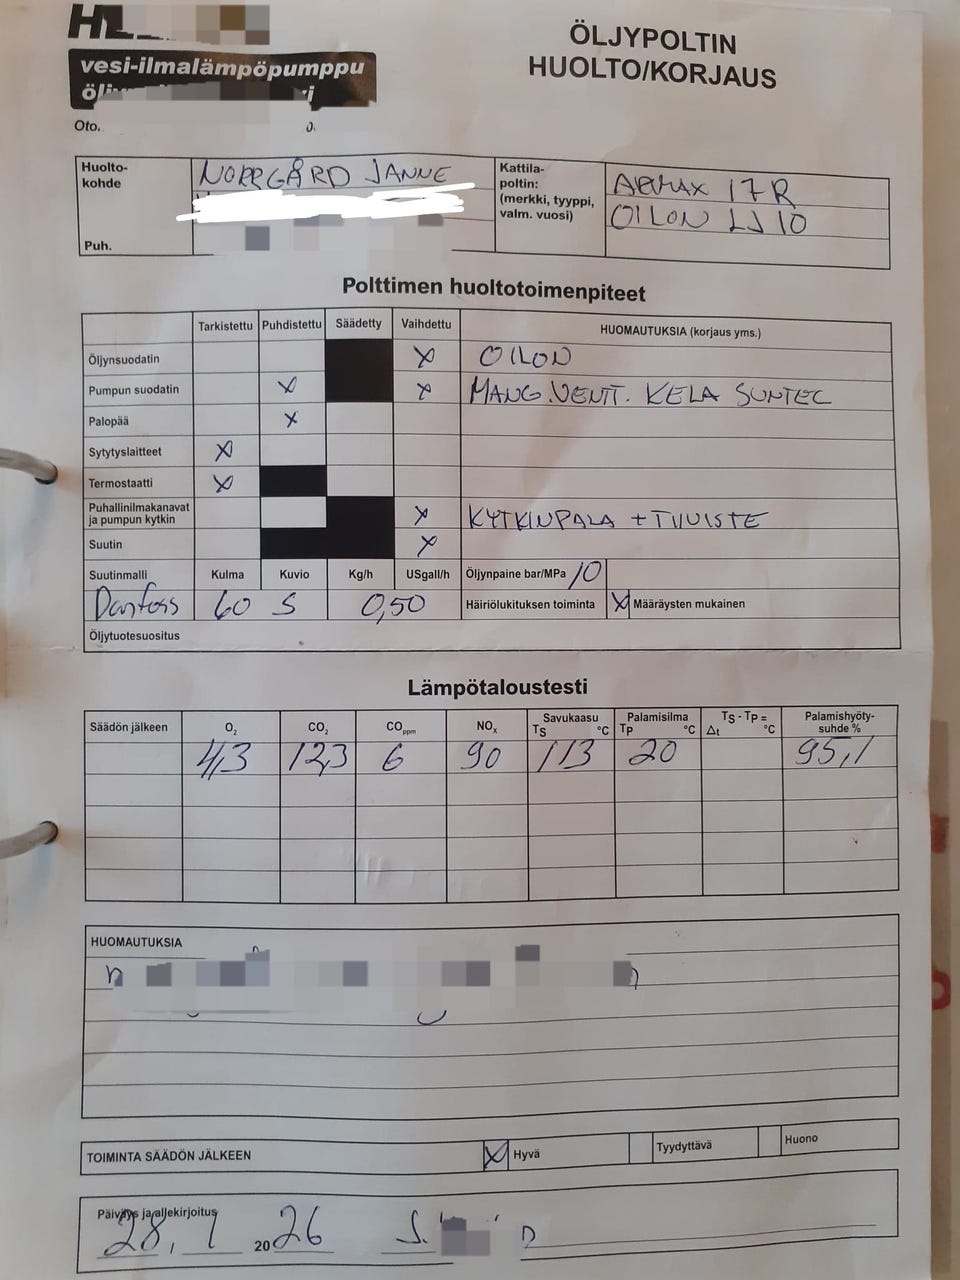 ÖLJYPOLTIN
HUOLTO/KORJAUS
vesi-ilmalämpöpumppu
Huolto-
kohde
NORRGÅRD JANNE
Puh.
Kattila-
poltin:
(merkki, tyyppi,
valm. vuosi)
ARMAX 17R
OILON LJ10
Polttimen huoltotoimenpiteet
Tarkistettu Puhdistettu Säädetty Vaihdettu HUOMAUTUKSIA (korjaus yms.)
Öljynsuodatin X OILON
Pumpun suodatin X X MANG.VENT. KELA SUNTEC
Palopää X
Sytytyslaitteet X
Termostaatti X
Puhallinilmakanavat
ja pumpun kytkin X KYTKINPALA + TIIVISTE
Suutin X
Suutinmalli Kulma Kuvio Kg/h USgall/h Öljynpaine bar/MPa 10
Danfoss 60 S 0,50 Häiriölukituksen toiminta X Määräysten mukainen
Öljytuotesuositus
Lämpötaloustesti
Säädön jälkeen O2 CO2 COppm NOx Savukaasu TS °C Palamisilma TP °C TS - TP = Δt °C Palamishyöty-
suhde %
4,3 12,3 6 90 113 20 95,1
HUOMAUTUKSIA
TOIMINTA SÄÄDÖN JÄLKEEN X Hyvä Tyydyttävä Huono
Päiväys ja allekirjoitus
28, 1 2026